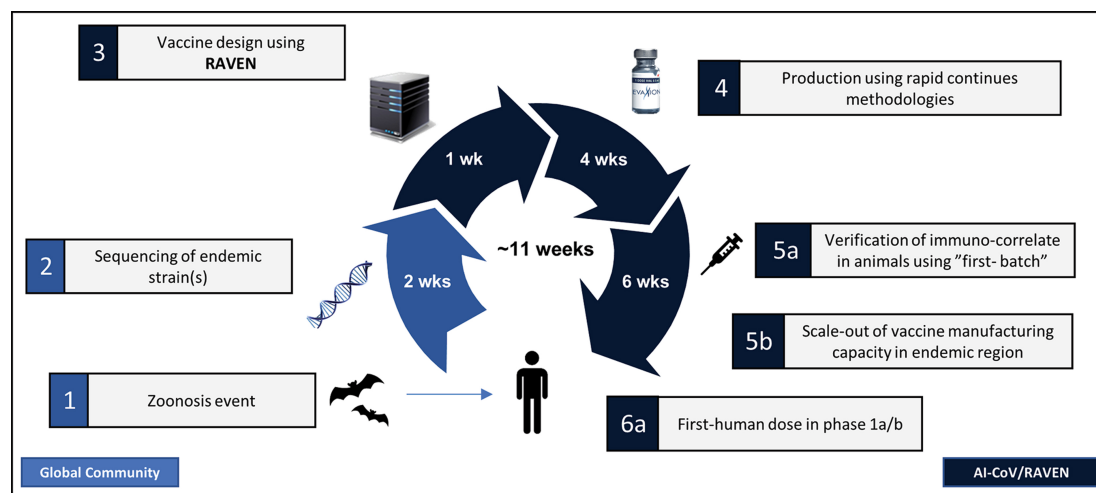 3
Vaccine design using
RAVEN
EVAXION
4
Production using rapid continues
methodologies
1 wk
4 wks
2
Sequencing of endemic
strain(s)
~11 weeks
2 wks
6 wks
5a
Verification of immuno-correlate
in animals using ”first- batch”
5b
Scale-out of vaccine manufacturing
capacity in endemic region
1
Zoonosis event
6a
First-human dose in phase 1a/b
Global Community
AI-CoV/RAVEN